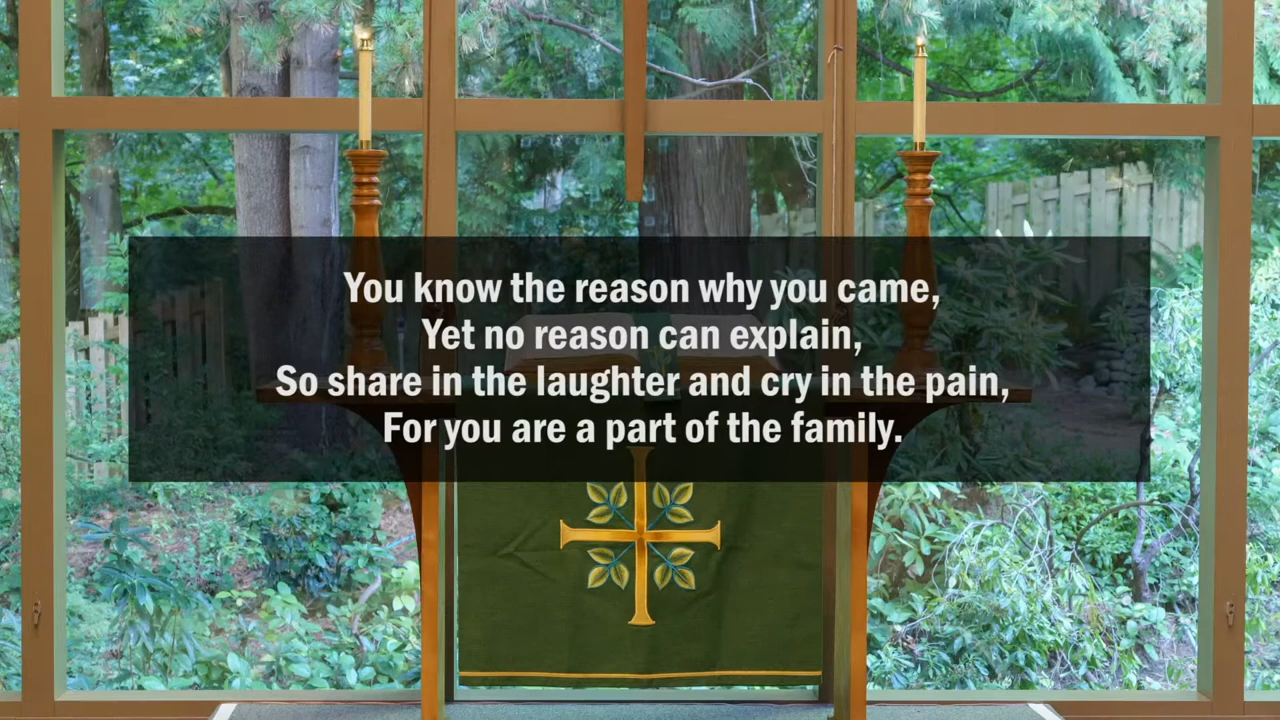 You know the reason why you came,
Yet no reason can explain,
So share in the laughter and cry in the pain,
For you are a part of the family.